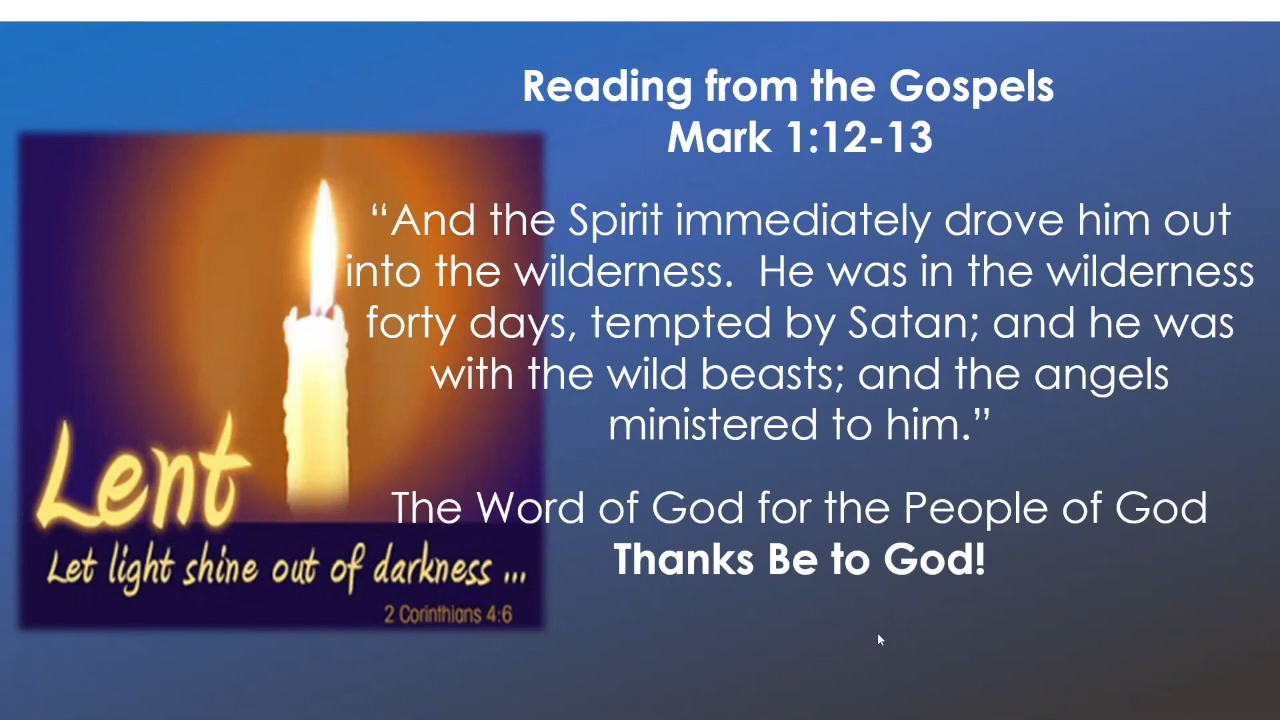 Reading from the Gospels
Mark 1:12-13
“And the Spirit immediately drove him out
into the wilderness.  He was in the wilderness
forty days, tempted by Satan; and he was
with the wild beasts; and the angels
ministered to him.”
The Word of God for the People of God
Thanks Be to God!
Lent
Let light shine out of darkness ...
2 Corinthians 4:6